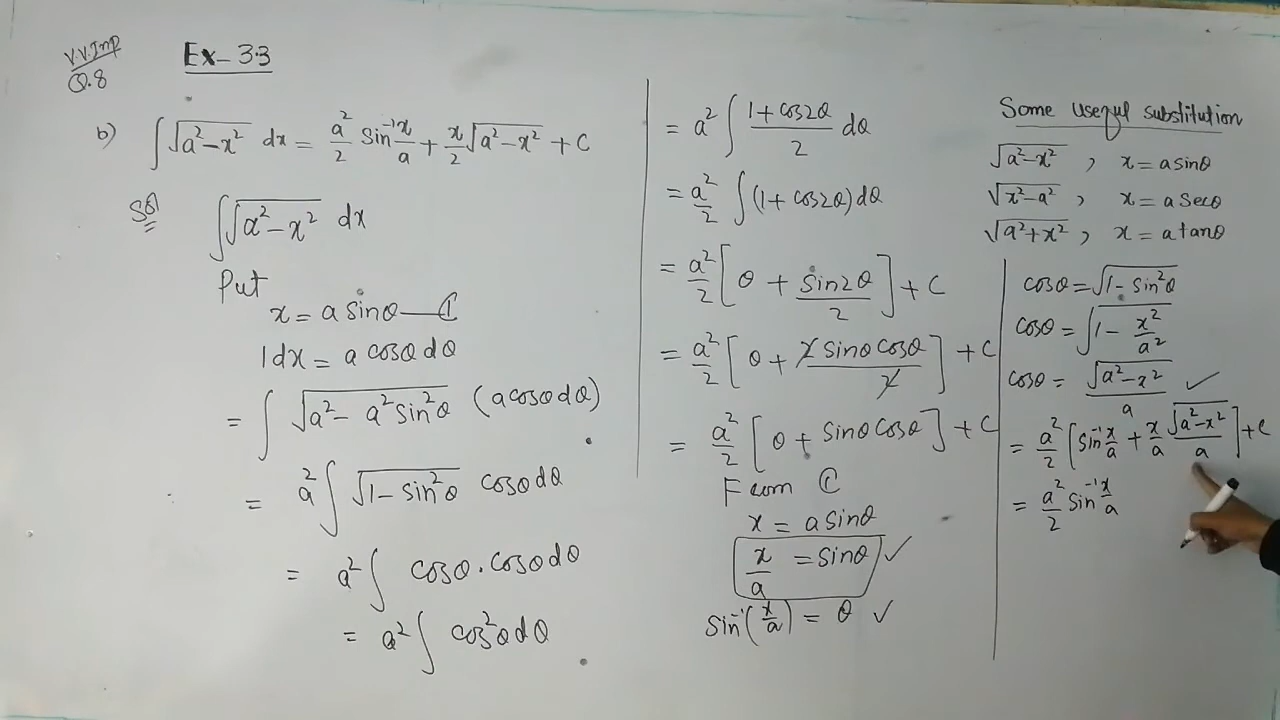 V.V.Imp
Q.8
Ex-3.3
b) ∫√(a²-x²) dx = a²/2 Sin⁻¹ x/a + x/2 √(a²-x²) + C
Sol
∫√(a²-x²) dx
Put
x = a sinθ — ①
1dx = a cosθ dθ
= ∫ √(a² - a² sin²θ) (a cosθ dθ)
= a² ∫ √(1 - sin²θ) cosθ dθ
= a² ∫ cosθ . cosθ dθ
= a² ∫ cos²θ dθ
= a² ∫ (1 + cos2θ)/2 dθ
= a²/2 ∫ (1 + cos2θ) dθ
= a²/2 [θ + sin2θ/2] + C
= a²/2 [θ + 2 sinθ cosθ/2] + C
= a²/2 [θ + sinθ cosθ] + C
From ①
x = a sinθ
x/a = sinθ ✓
Sin⁻¹(x/a) = θ ✓
Some useful substitution
√(a²-x²) , x = a sinθ
√(x²-a²) , x = a secθ
√(a²+x²) , x = a tanθ
cosθ = √(1 - sin²θ)
cosθ = √(1 - x²/a²)
cosθ = √(a²-x²)/a ✓
= a²/2 [sin⁻¹ x/a + x/a √(a²-x²)/a] + C
= a²/2 sin⁻¹ x/a